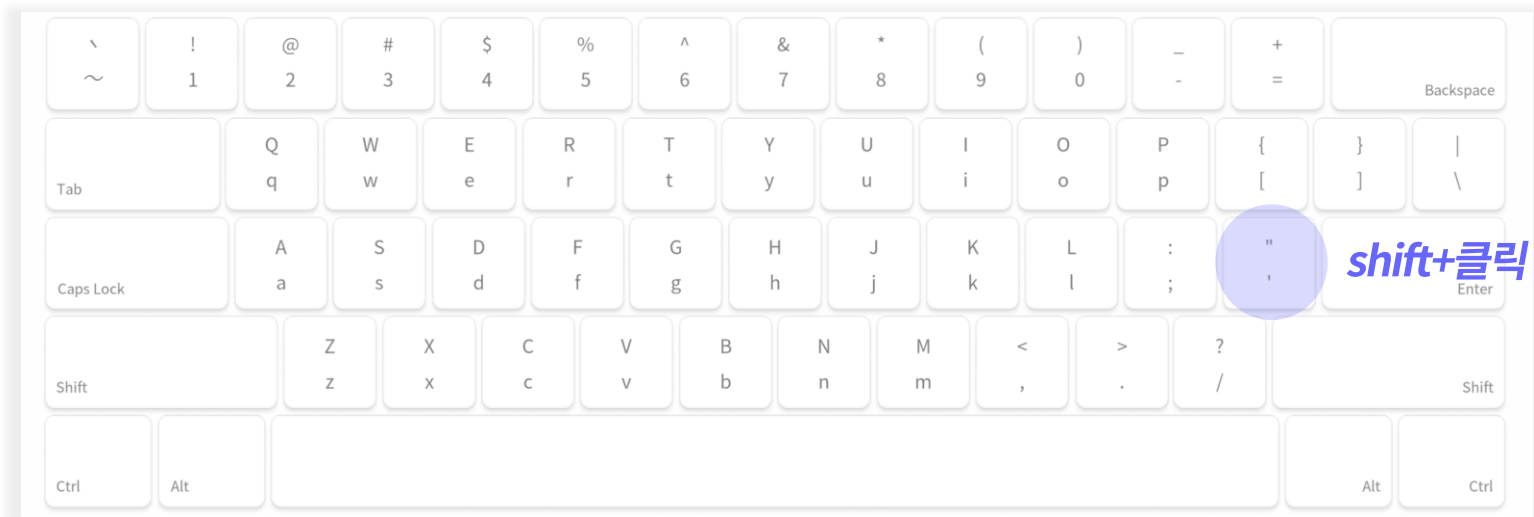 ヽ ! @ # $ % ^ & * ( ) _ +
～ 1 2 3 4 5 6 7 8 9 0 - = Backspace
Q W E R T Y U I O P { } |
Tab q w e r t y u i o p [ ] \
A S D F G H J K L : " shift+클릭
Caps Lock a s d f g h j k l ; ' Enter
Z X C V B N M < > ?
Shift z x c v b n m , . / Shift
Ctrl Alt Alt Ctrl